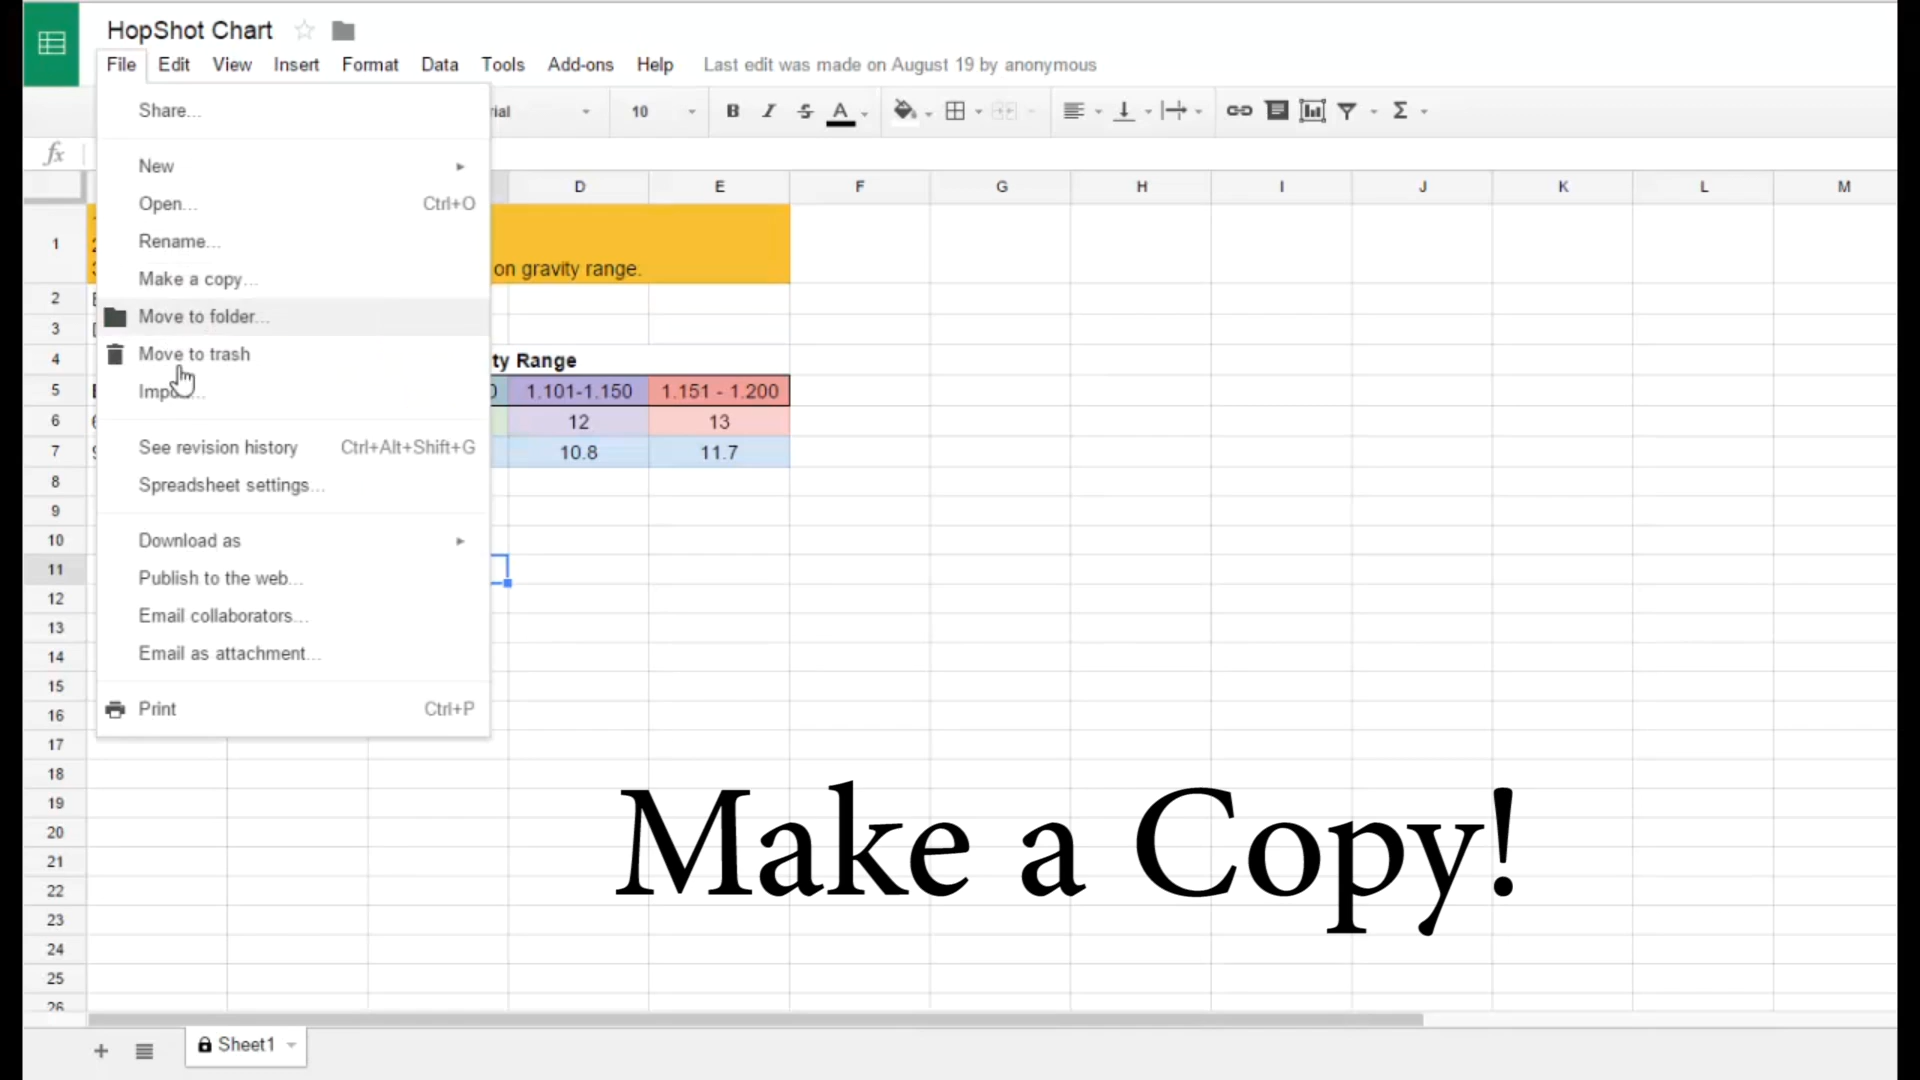 HopShot Chart
File Edit View Insert Format Data Tools Add-ons Help Last edit was made on August 19 by anonymous
Share...
10 B I S A Σ
fx
New
Open... Ctrl+O
Rename...
Make a copy...
Move to folder...
Move to trash
See revision history Ctrl+Alt+Shift+G
Spreadsheet settings...
Download as
Publish to the web...
Email collaborators...
Email as attachment...
Print Ctrl+P
D E F G H I J K L M
1 on gravity range.
2
3
4 Range
5 1.101-1.150 1.151 - 1.200
6 12 13
7 10.8 11.7
8
9
10
11
12
13
14
15
16
17
18
19
20
21
22
23
24
25
26
Make a Copy!
Sheet1